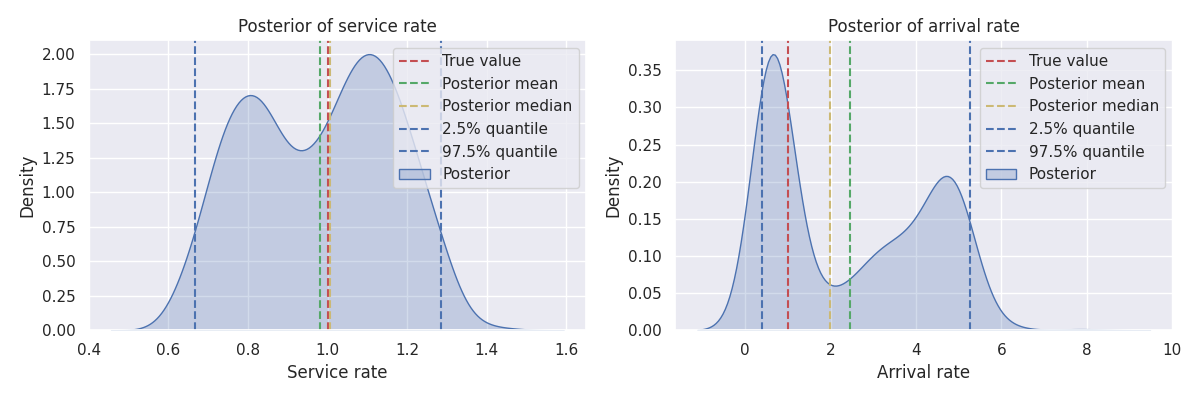 Posterior of service rate
Density
2.00
1.75
1.50
1.25
1.00
0.75
0.50
0.25
0.00
True value
Posterior mean
Posterior median
2.5% quantile
97.5% quantile
Posterior
0.4 0.6 0.8 1.0 1.2 1.4 1.6
Service rate
Posterior of arrival rate
Density
0.35
0.30
0.25
0.20
0.15
0.10
0.05
0.00
True value
Posterior mean
Posterior median
2.5% quantile
97.5% quantile
Posterior
0 2 4 6 8 10
Arrival rate